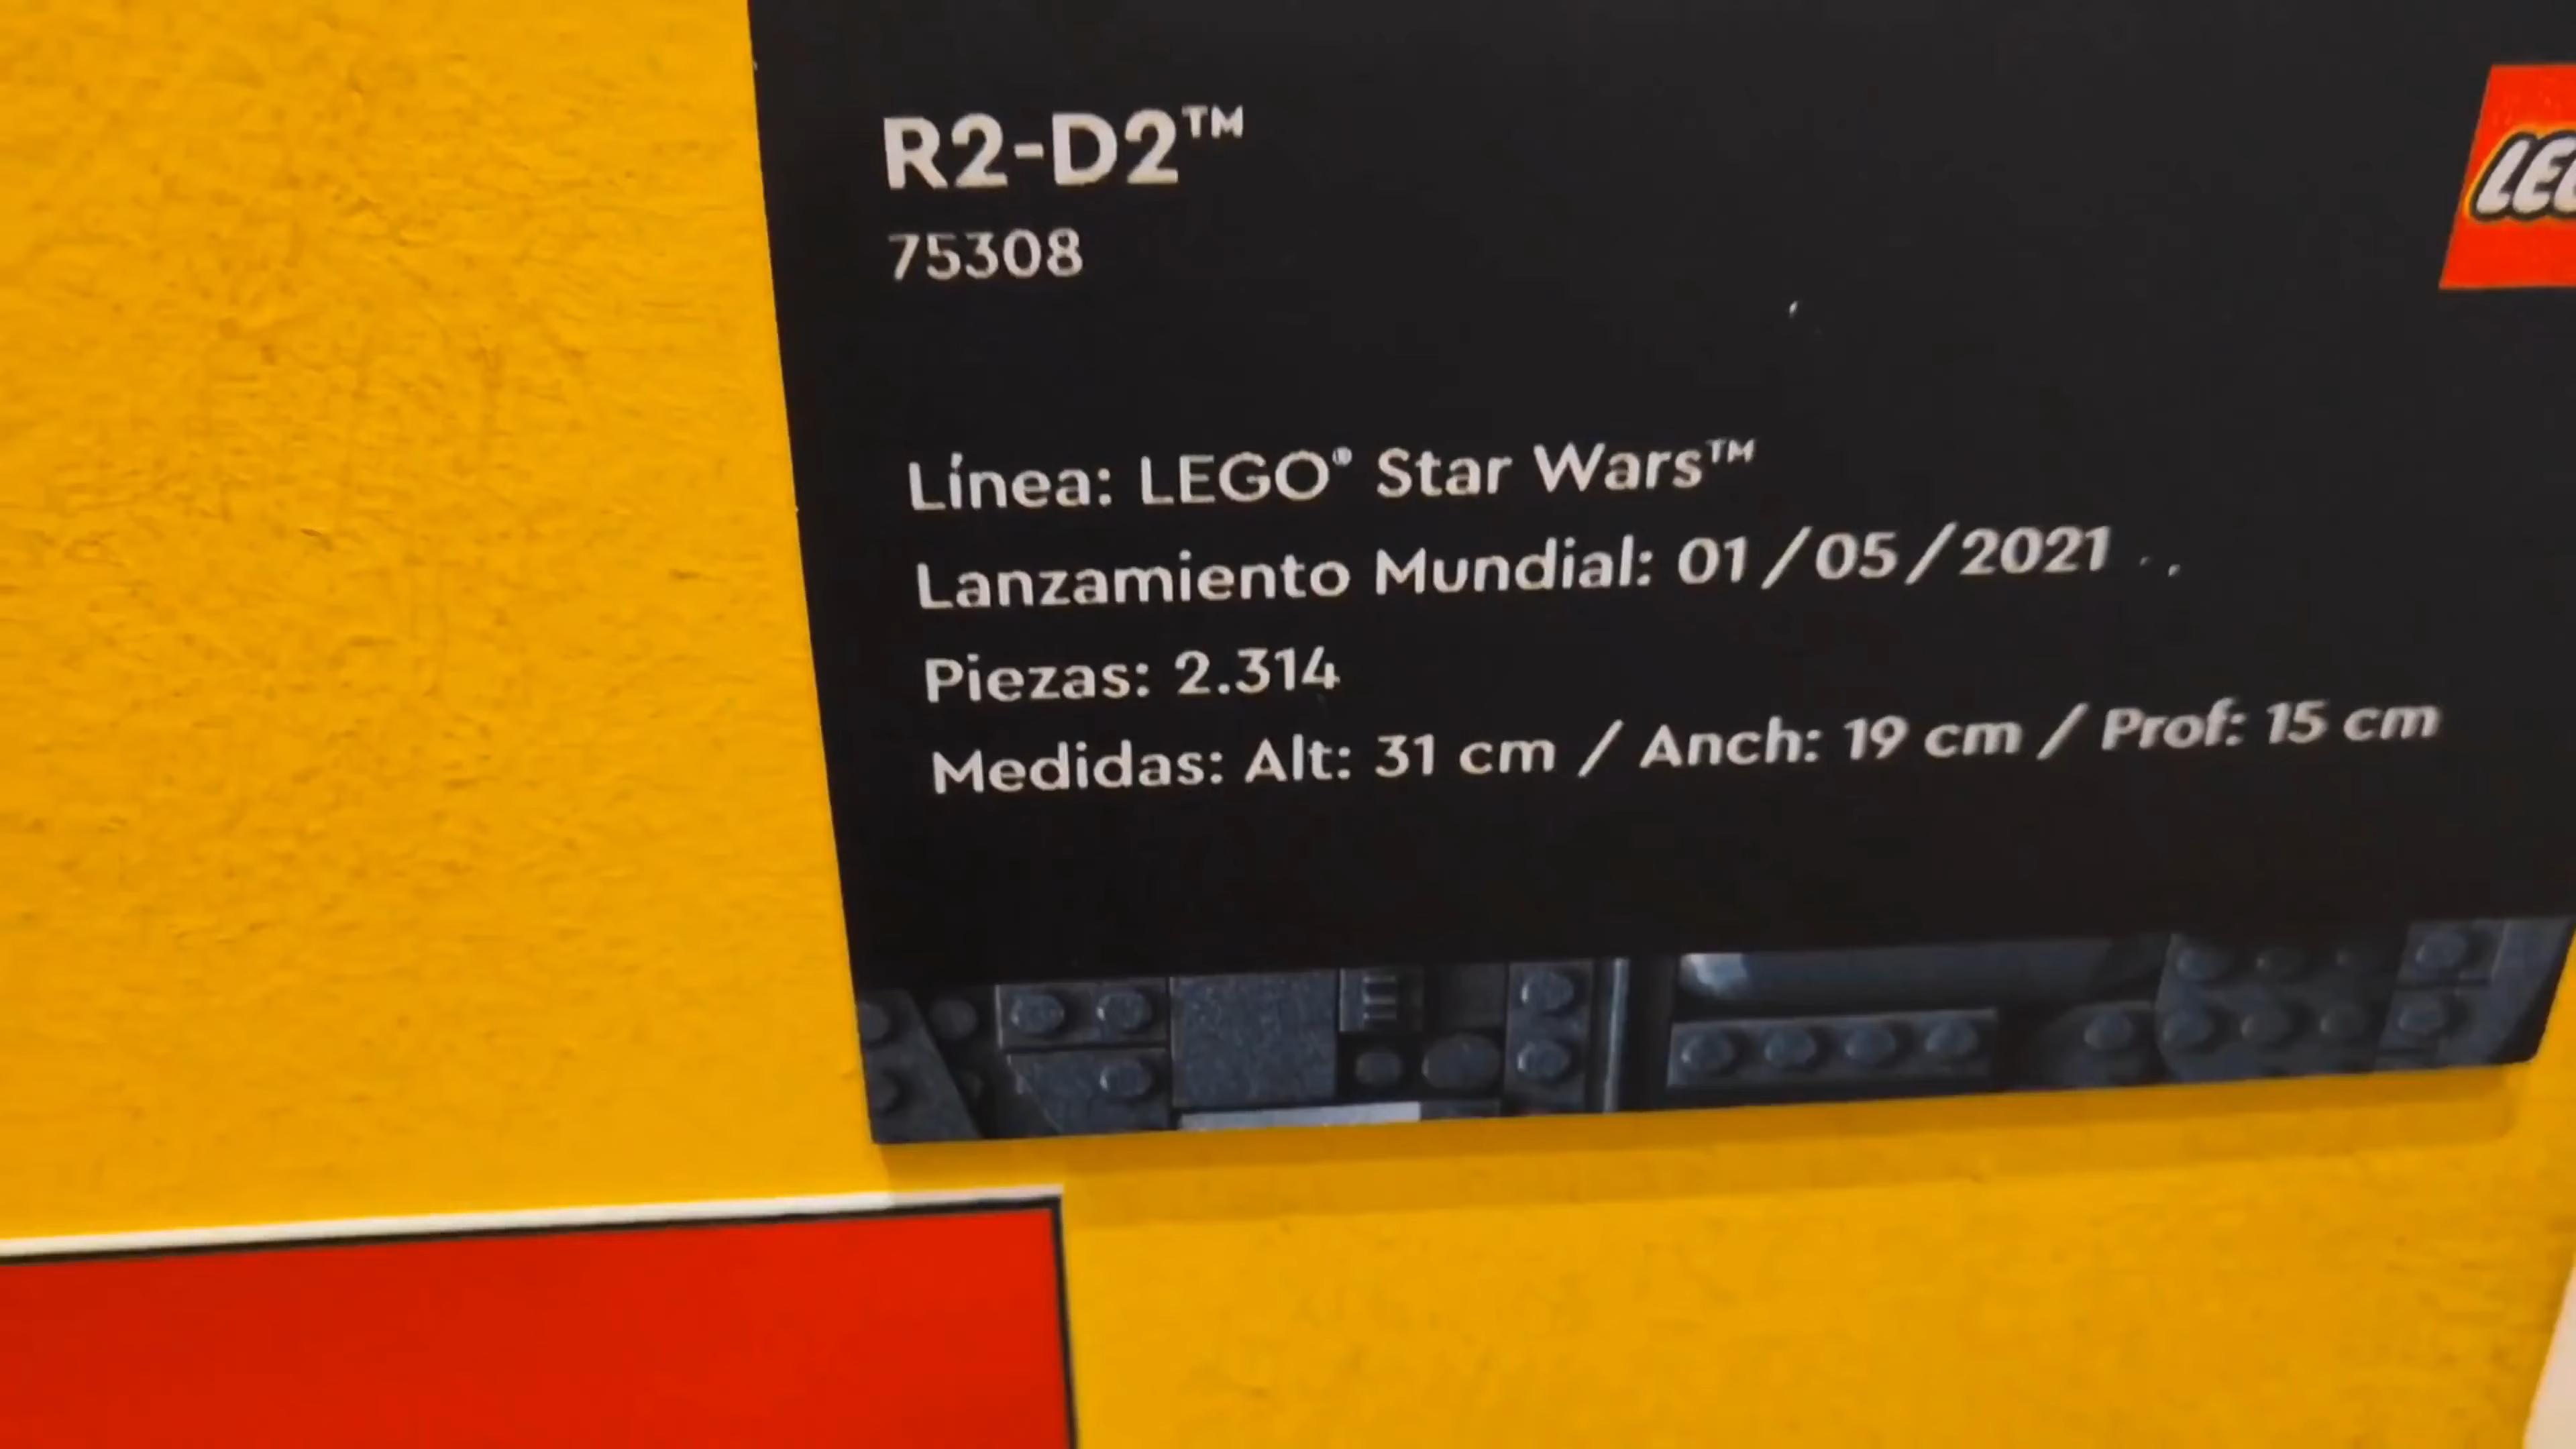 R2-D2™
75308
Línea: LEGO® Star Wars™
Lanzamiento Mundial: 01/05/2021
Piezas: 2.314
Medidas: Alt: 31 cm / Anch: 19 cm / Prof: 15 cm